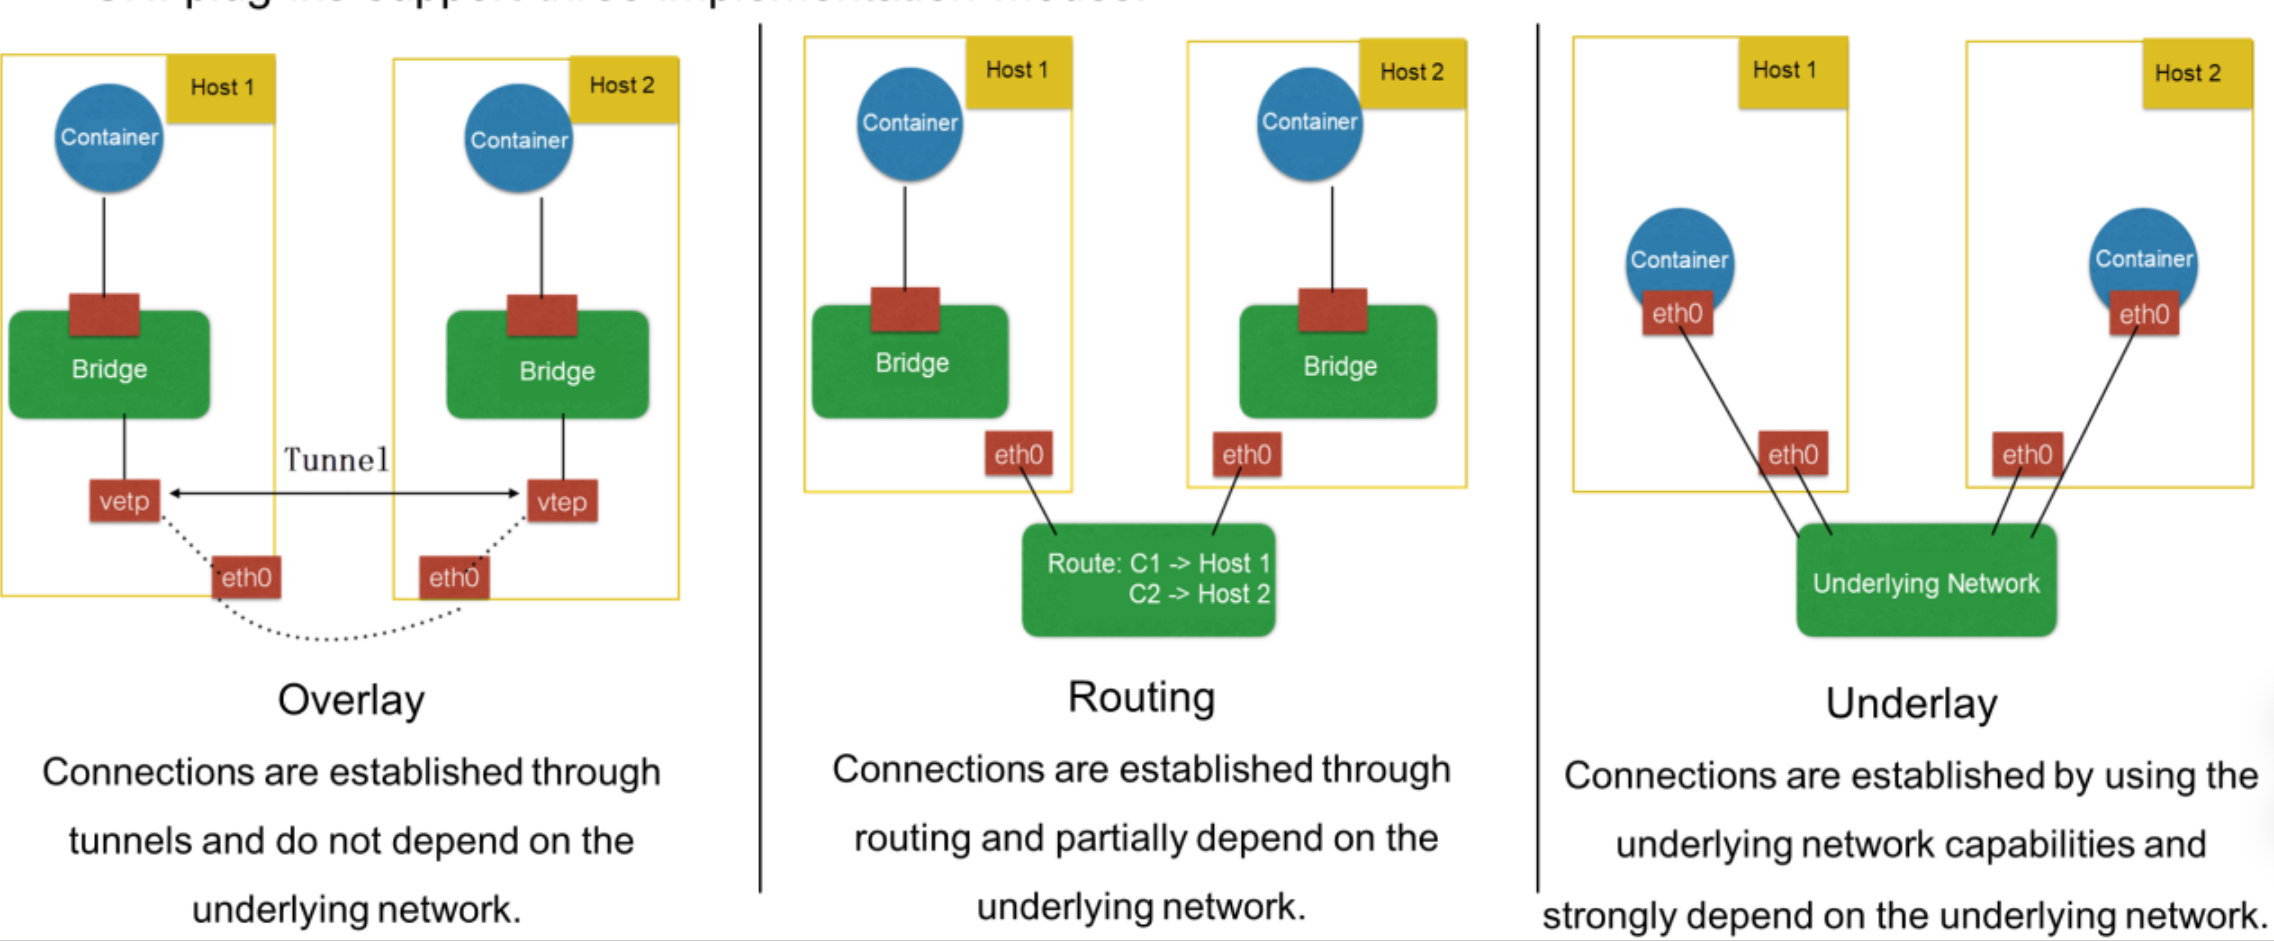 Host 1
Host 2
Container
Container
Bridge
Bridge
Tunnel
vetp
vtep
eth0
eth0
Overlay
Connections are established through
tunnels and do not depend on the
underlying network.
Host 1
Host 2
Container
Container
Bridge
Bridge
eth0
eth0
Route: C1 -> Host 1
C2 -> Host 2
Routing
Connections are established through
routing and partially depend on the
underlying network.
Host 1
Host 2
Container
Container
eth0
eth0
eth0
eth0
Underlying Network
Underlay
Connections are established by using the
underlying network capabilities and
strongly depend on the underlying network.